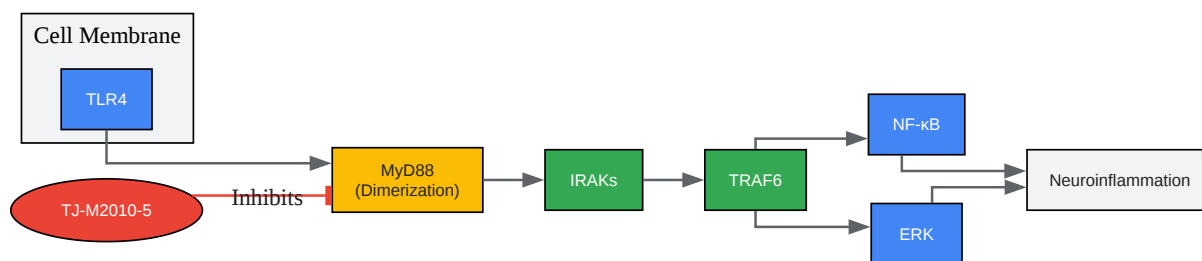 Cell Membrane
TLR4
TJ-M2010-5
Inhibits
MyD88
(Dimerization)
IRAKs
TRAF6
NF-κB
ERK
Neuroinflammation